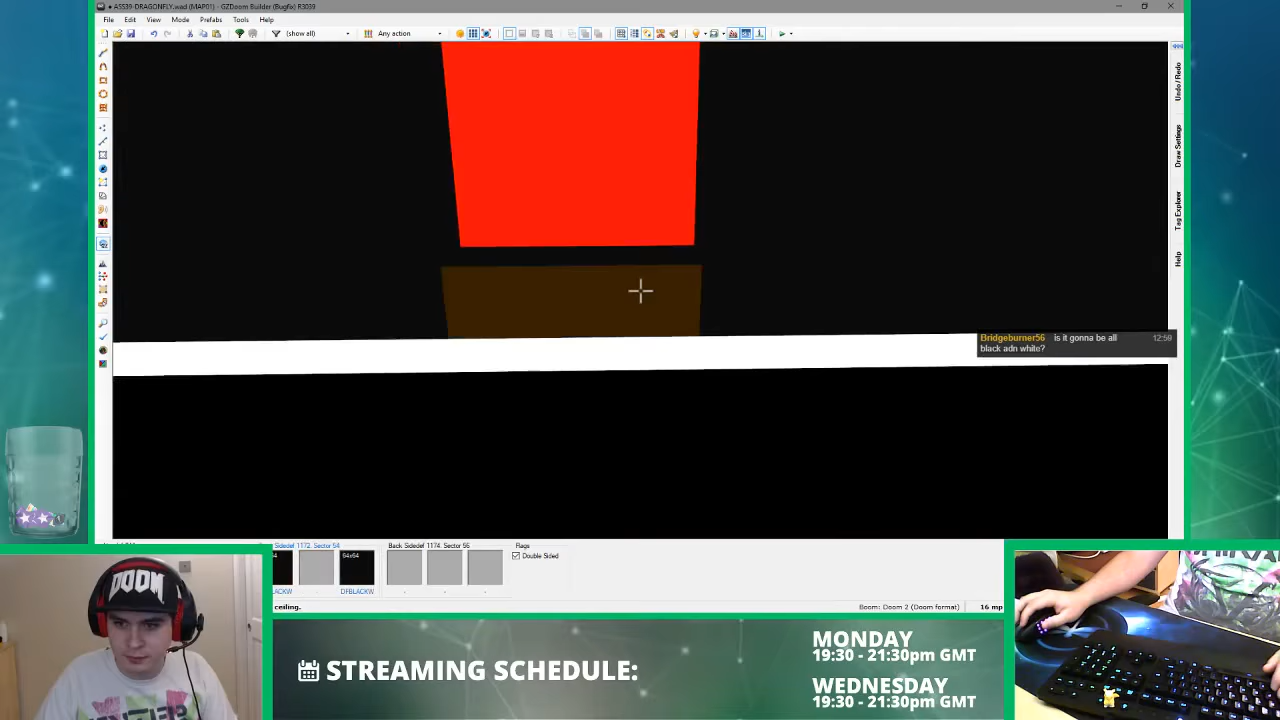 ASS39-DRAGONFLY.wad (MAP01) - GZDoom Builder (Bugfix) R3039
File Edit View Mode Prefabs Tools Help
(show all)
Any action
Undo / Redo
Draw Settings
Tag Explorer
Help
Bridgeburner56 is it gonna be all 12:59
black adn white?
Sidedef 1172, Sector 54
Back Sidedef 1174, Sector 56
Flags
64x64
Double Sided
LACKW
DFBLACKW
ceiling.
Boom: Doom 2 (Doom format)
16 mp
DOOM
STREAMING SCHEDULE:
MONDAY
19:30 - 21:30pm GMT
WEDNESDAY
19:30 - 21:30pm GMT